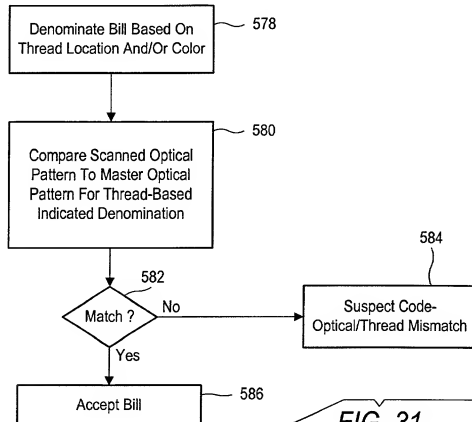 Denominate Bill Based On
Thread Location And/Or Color
578
Compare Scanned Optical
Pattern To Master Optical
Pattern For Thread-Based
Indicated Denomination
580
582
Match ?
No
Yes
584
Suspect Code-
Optical/Thread Mismatch
Accept Bill
586
FIG. 31